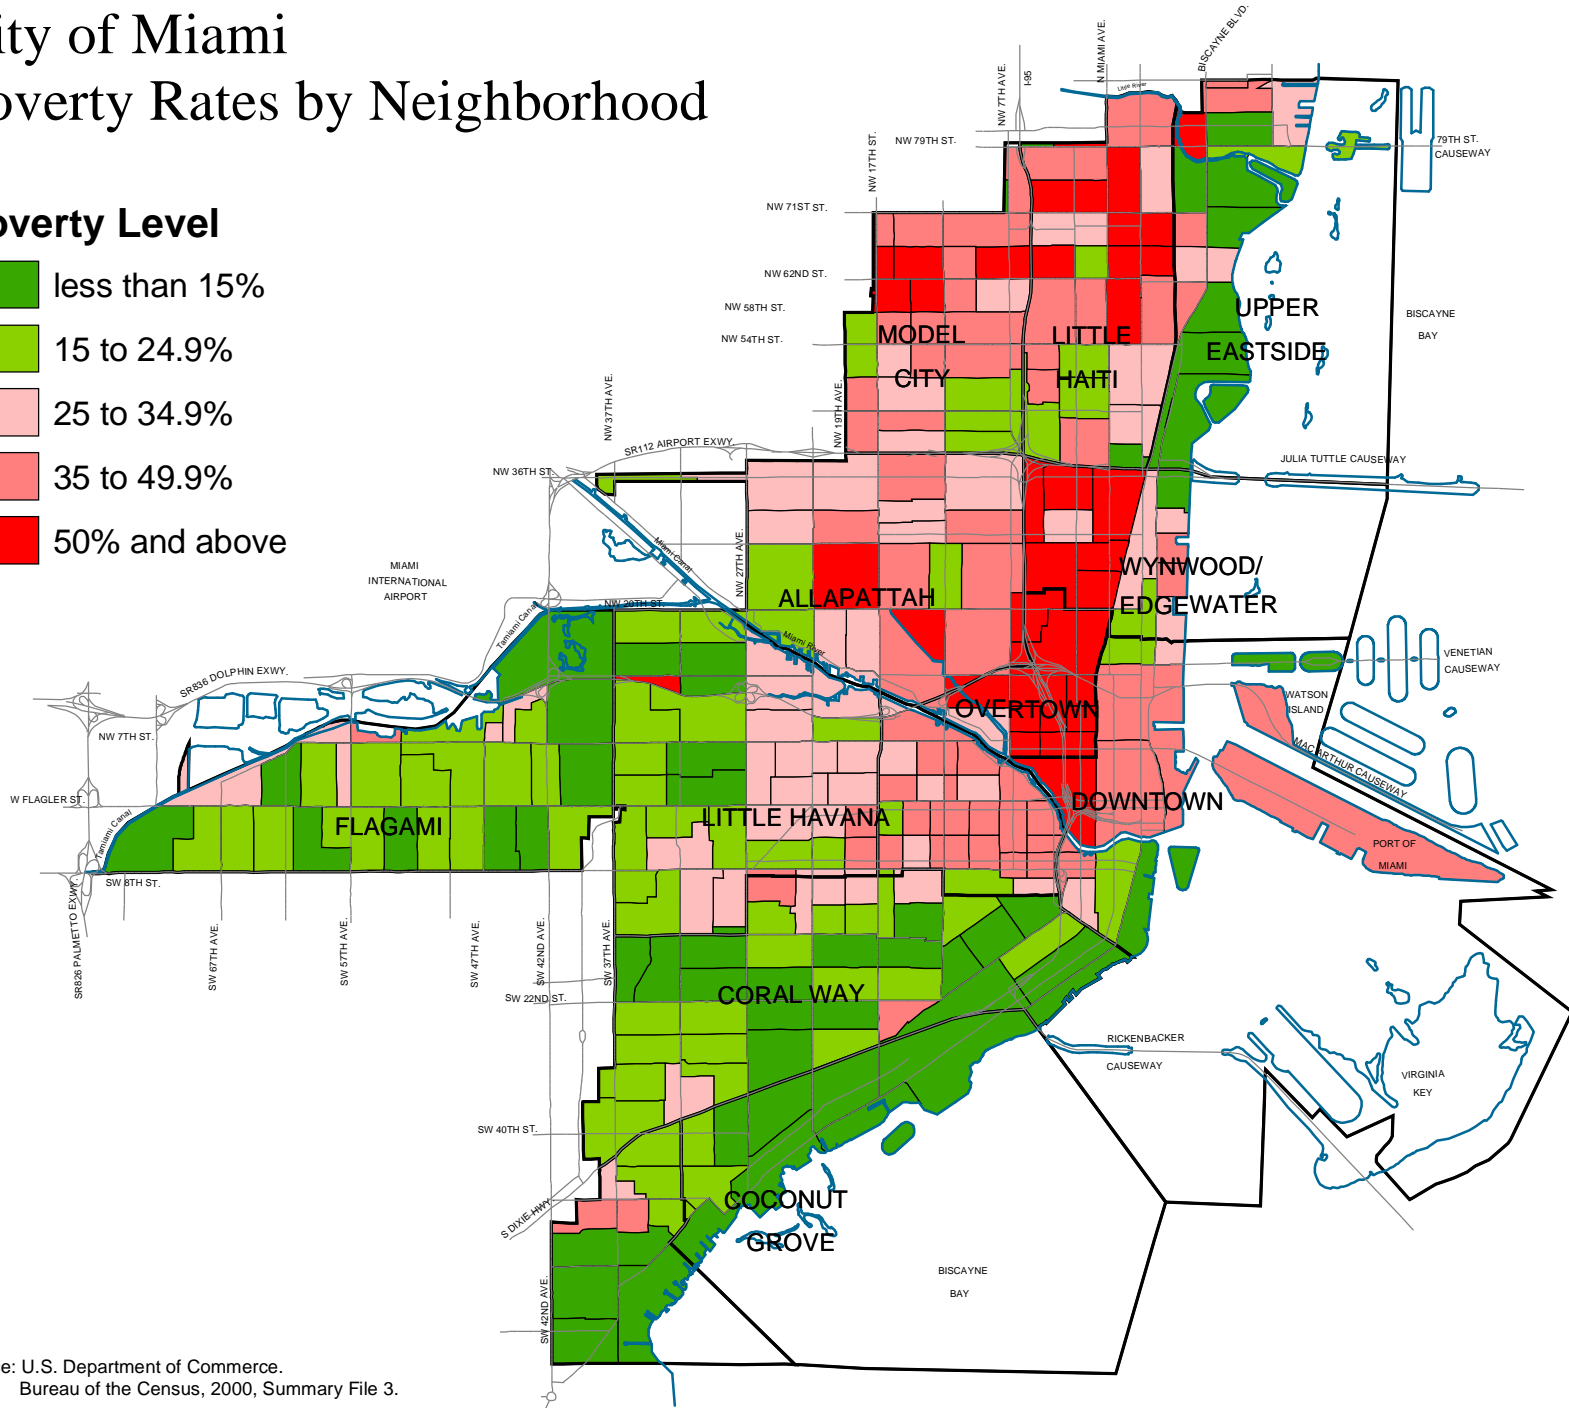 ity of Miami
overty Rates by Neighborhood
overty Level
less than 15%
15 to 24.9%
25 to 34.9%
35 to 49.9%
50% and above
BISCAYNE BLVD.
N MIAMI AVE.
I-95
NW 7TH AVE.
Little River
NW 79TH ST.
79TH ST.
CAUSEWAY
NW 17TH ST.
NW 71ST ST.
NW 62ND ST.
NW 58TH ST.
NW 54TH ST.
UPPER
EASTSIDE
BISCAYNE
BAY
MODEL
CITY
LITTLE
HAITI
NW 37TH AVE.
NW 19TH AVE.
SR112 AIRPORT EXWY.
NW 36TH ST.
JULIA TUTTLE CAUSEWAY
Miami Canal
NW 27TH AVE.
MIAMI
INTERNATIONAL
AIRPORT
WYNWOOD/
EDGEWATER
ALLAPATTAH
NW 20TH ST.
Tamiami Canal
Miami River
VENETIAN
CAUSEWAY
SR836 DOLPHIN EXWY.
WATSON
ISLAND
OVERTOWN
NW 7TH ST.
MAC ARTHUR CAUSEWAY
W FLAGLER ST.
DOWNTOWN
Tamiami Canal
FLAGAMI
LITTLE HAVANA
PORT OF
MIAMI
SW 8TH ST.
SR826 PALMETTO EXWY.
SW 67TH AVE.
SW 57TH AVE.
SW 47TH AVE.
SW 42ND AVE.
SW 37TH AVE.
CORAL WAY
SW 22ND ST.
RICKENBACKER
CAUSEWAY
VIRGINIA
KEY
SW 40TH ST.
S DIXIE HWY.
COCONUT
GROVE
BISCAYNE
BAY
SW 42ND AVE.
e: U.S. Department of Commerce.
Bureau of the Census, 2000, Summary File 3.